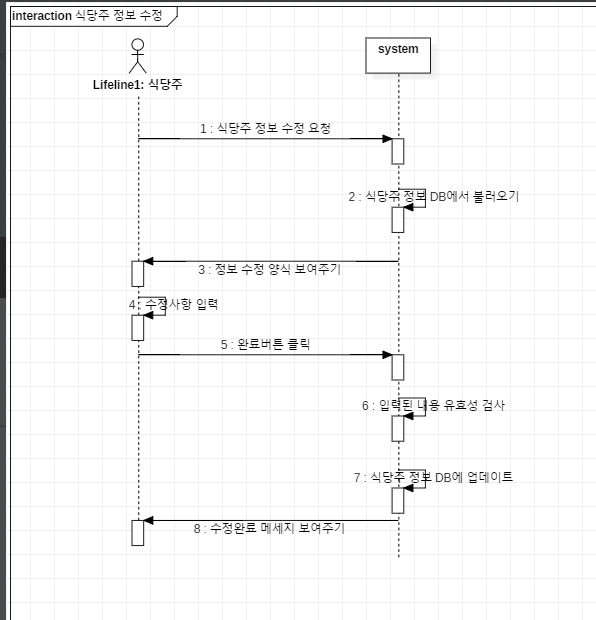 interaction 식당주 정보 수정
system
Lifeline1: 식당주
1 : 식당주 정보 수정 요청
2 : 식당주 정보 DB에서 불러오기
3 : 정보 수정 양식 보여주기
4 : 수정사항 입력
5 : 완료버튼 클릭
6 : 입력된 내용 유효성 검사
7 : 식당주 정보 DB에 업데이트
8 : 수정완료 메세지 보여주기